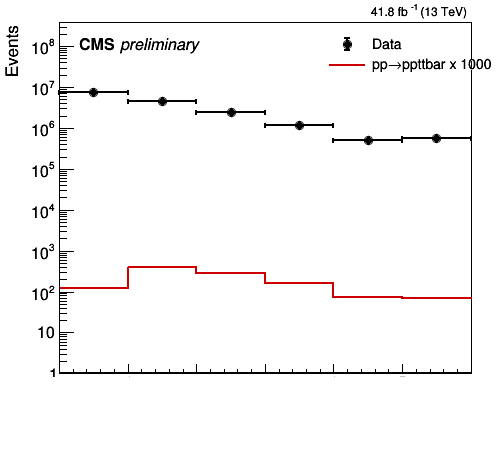 41.8 fb⁻¹ (13 TeV)
Events
CMS preliminary
Data
pp→ppttbar x 1000
10⁸
10⁷
10⁶
10⁵
10⁴
10³
10²
10
1